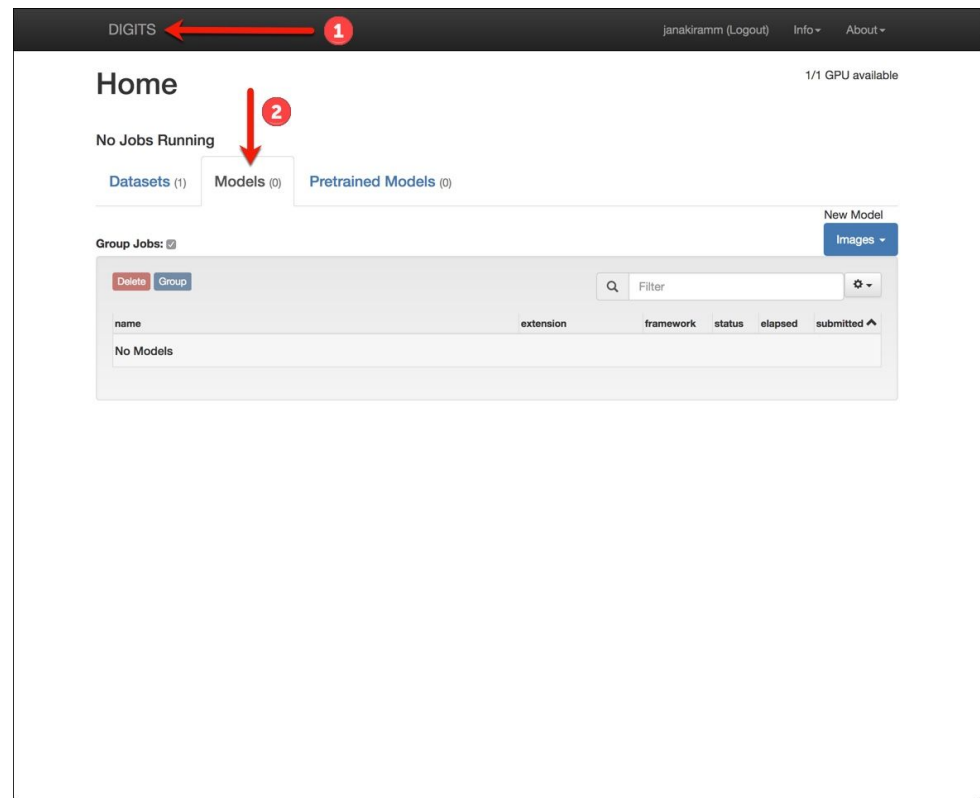 DIGITS 1 janakiramm (Logout) Info About
Home 1/1 GPU available
2
No Jobs Running
Datasets (1) Models (0) Pretrained Models (0)
New Model
Group Jobs: Images
Delete Group Filter
name extension framework status elapsed submitted
No Models